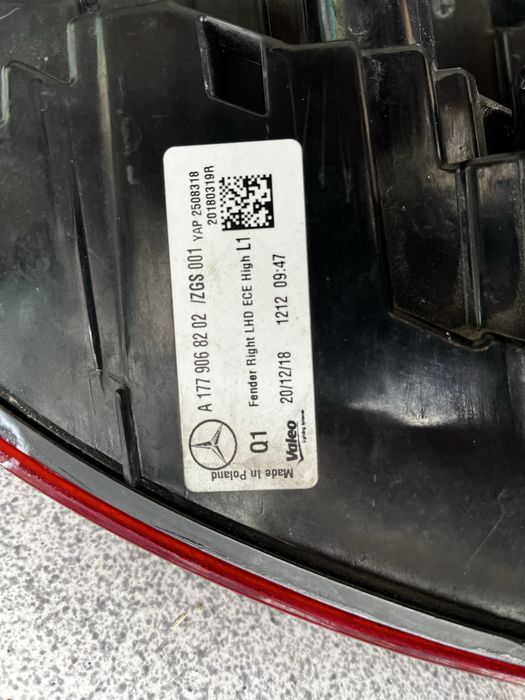 A 177 906 82 02 /ZGS 001 YAP 2508318
20180319R
Q1 Fender Right LHD ECE High L1
20/12/18 1212 09:47
Valeo
Made In Poland